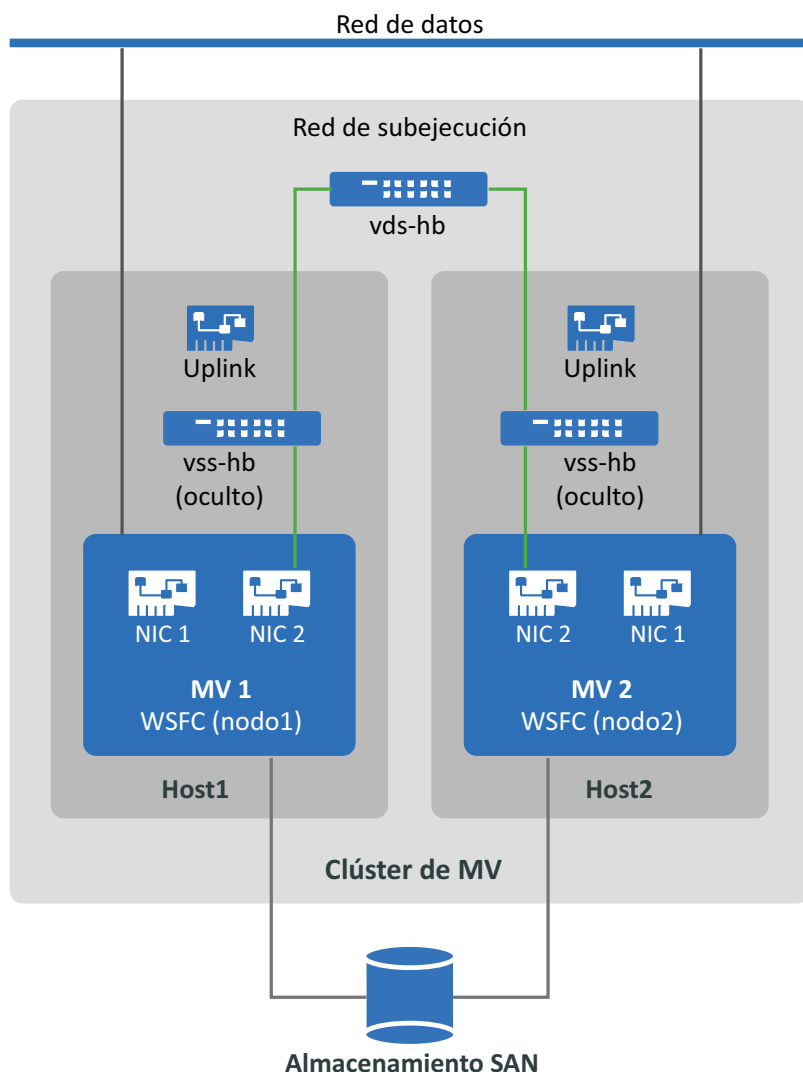 Red de datos
Red de subejecución
vds-hb
Uplink
Uplink
vss-hb
(oculto)
vss-hb
(oculto)
NIC 1
NIC 2
NIC 2
NIC 1
MV 1
WSFC (nodo1)
MV 2
WSFC (nodo2)
Host1
Host2
Clúster de MV
Almacenamiento SAN